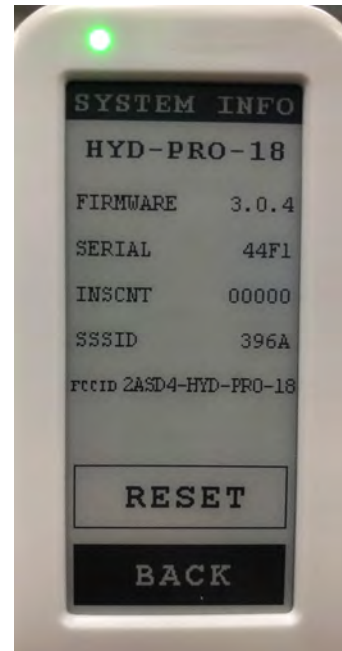 SYSTEM INFO
HYD-PRO-18
FIRMWARE 3.0.4
SERIAL 44F1
INSCNT 00000
SSSID 396A
FCCID 2ASD4-HYD-PRO-18
RESET
BACK